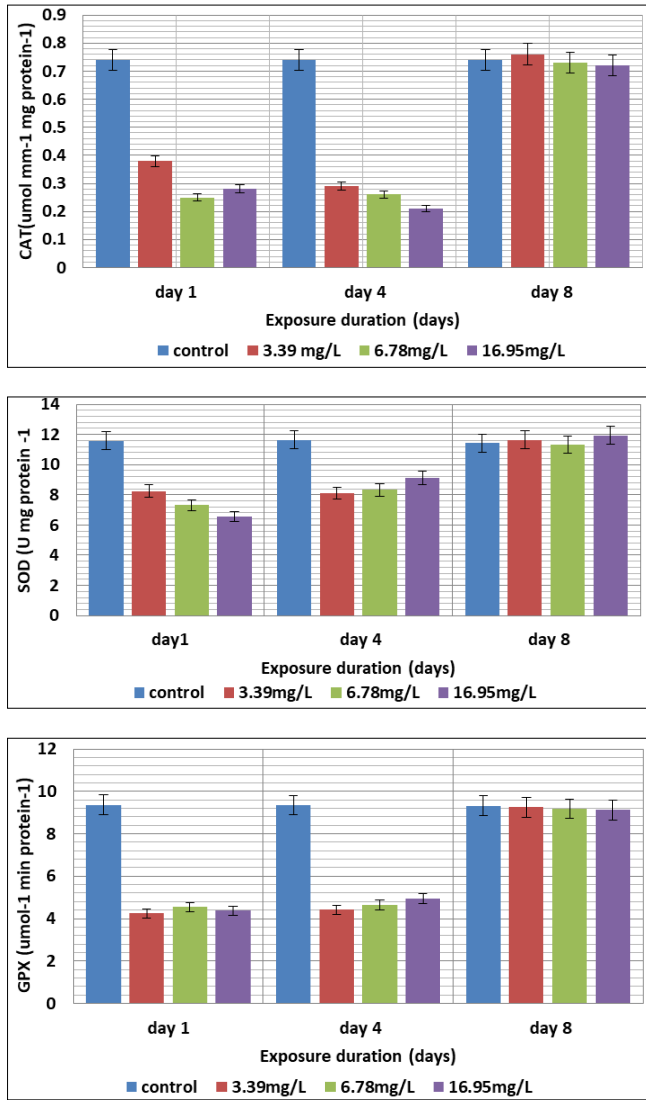 CAT(umol mm-1 mg protein-1)
0.9
0.8
0.7
0.6
0.5
0.4
0.3
0.2
0.1
0
day 1 day 4 day 8
Exposure duration (days)
control 3.39 mg/L 6.78mg/L 16.95mg/L
SOD (U mg protein -1
14
12
10
8
6
4
2
0
day1 day 4 day 8
Exposure duration (days)
control 3.39mg/L 6.78mg/L 16.95mg/L
GPX (umol-1 min protein-1)
12
10
8
6
4
2
0
day 1 day 4 day 8
Exposure duration (days)
control 3.39mg/L 6.78mg/L 16.95mg/L